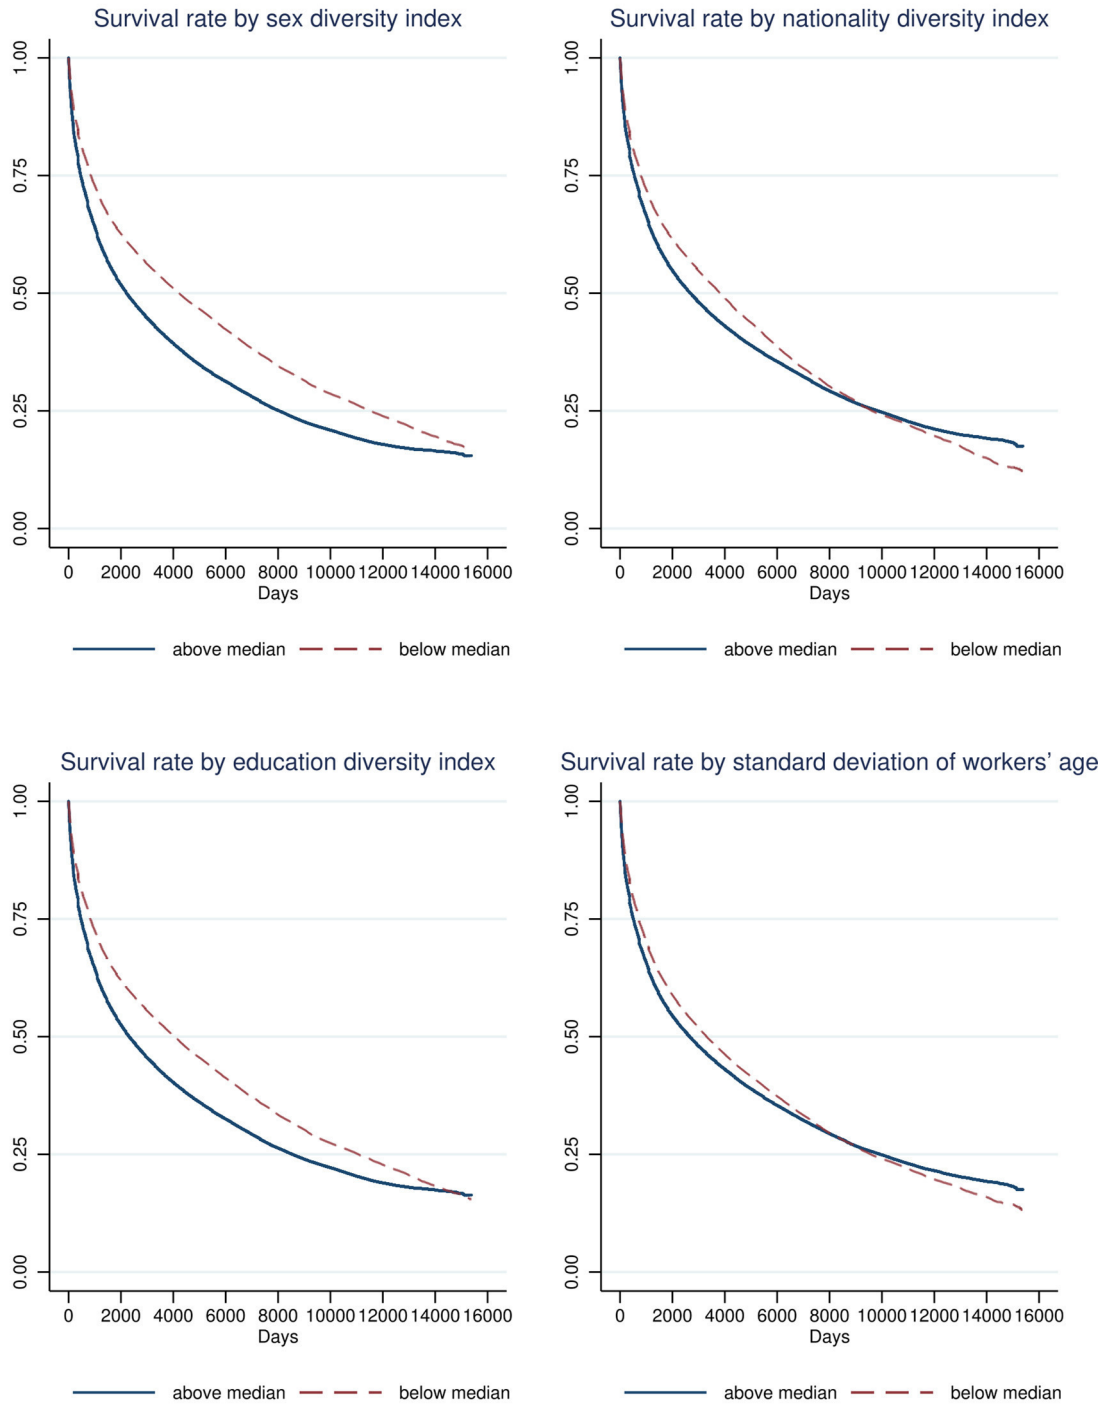 Survival rate by sex diversity index
1.00
0.75
0.50
0.25
0.00
0 2000 4000 6000 8000 10000 12000 14000 16000
Days
above median below median
Survival rate by nationality diversity index
1.00
0.75
0.50
0.25
0.00
0 2000 4000 6000 8000 10000 12000 14000 16000
Days
above median below median
Survival rate by education diversity index
1.00
0.75
0.50
0.25
0.00
0 2000 4000 6000 8000 10000 12000 14000 16000
Days
above median below median
Survival rate by standard deviation of workers’ age
1.00
0.75
0.50
0.25
0.00
0 2000 4000 6000 8000 10000 12000 14000 16000
Days
above median below median